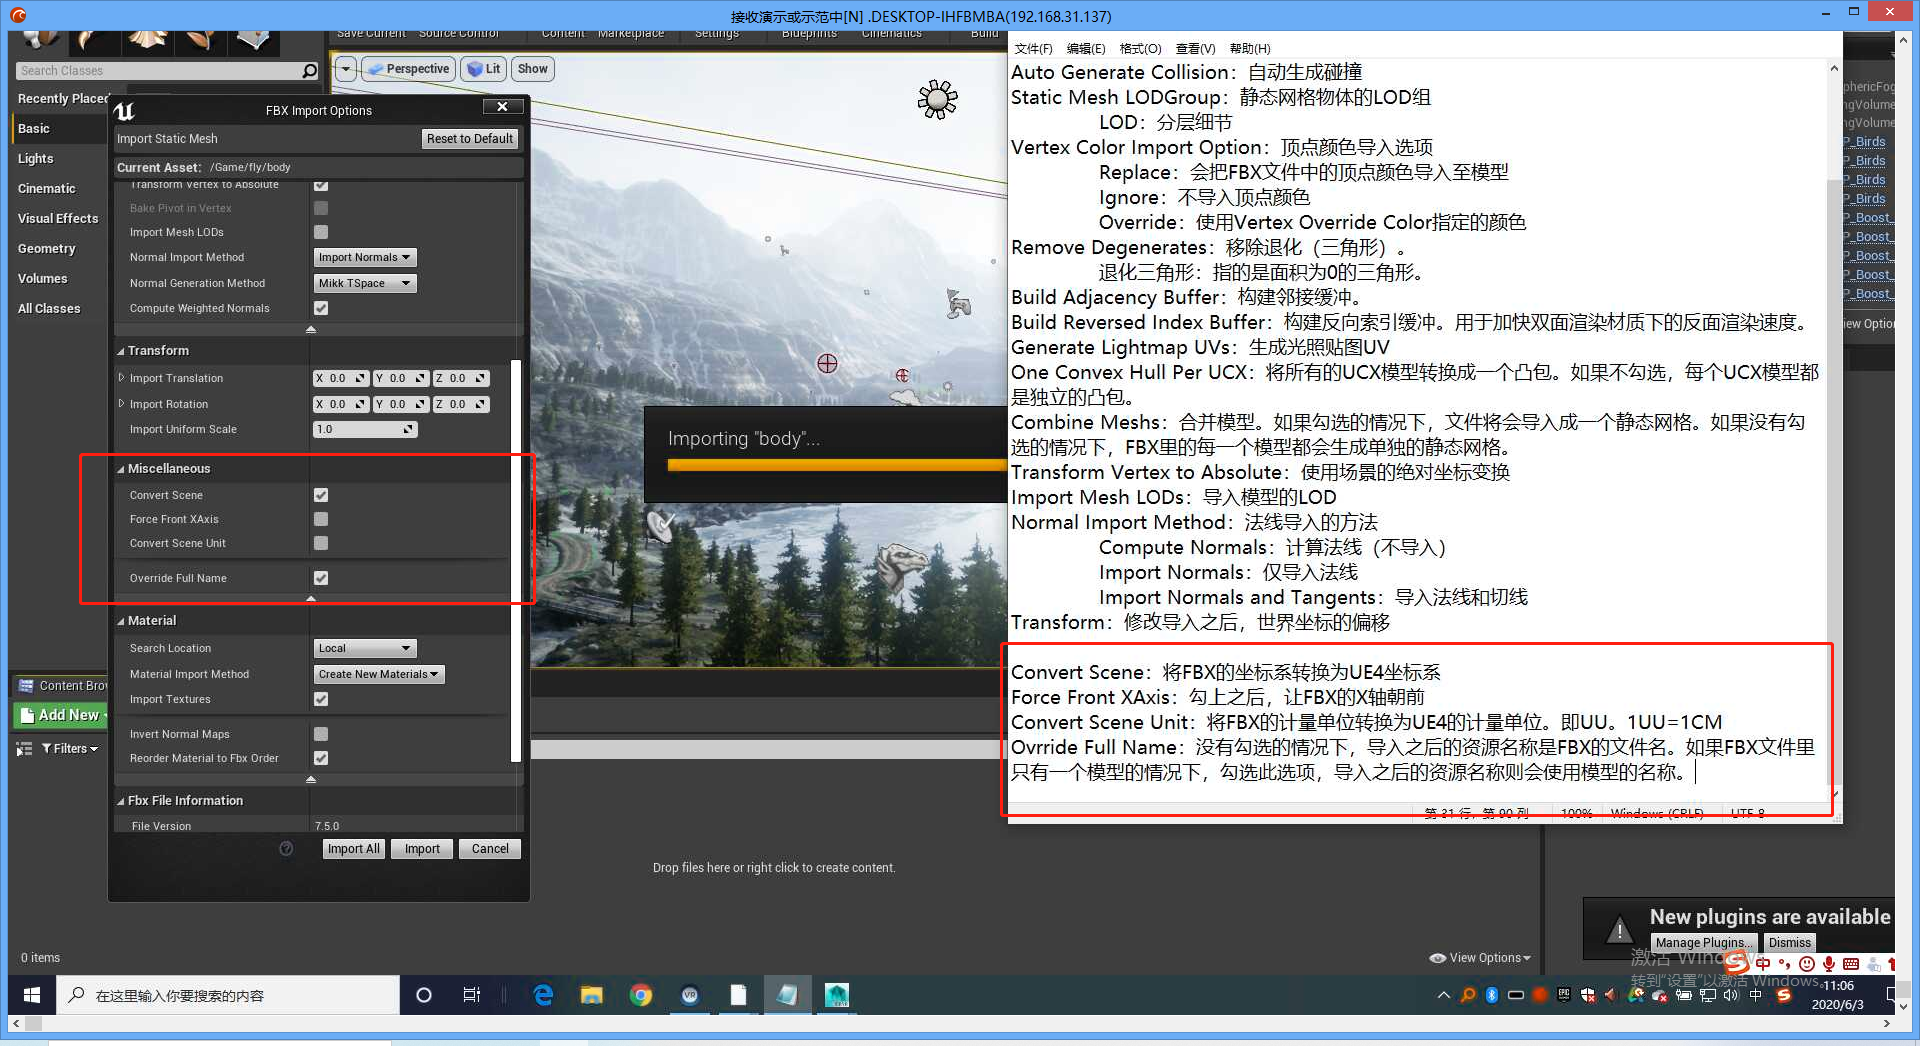 接收演示或示范中[N] .DESKTOP-IHFBMBA(192.168.31.137)
Save Current Source Control Content Marketplace Settings Blueprints Cinematics Build
Search Classes
Recently Placed
Basic
Lights
Cinematic
Visual Effects
Geometry
Volumes
All Classes
Perspective Lit Show
FBX Import Options
Import Static Mesh Reset to Default
Current Asset: /Game/fly/body
Transform Vertex to Absolute
Bake Pivot in Vertex
Import Mesh LODs
Normal Import Method Import Normals
Normal Generation Method Mikk TSpace
Compute Weighted Normals
Transform
Import Translation X 0.0 Y 0.0 Z 0.0
Import Rotation X 0.0 Y 0.0 Z 0.0
Import Uniform Scale 1.0
Miscellaneous
Convert Scene
Force Front XAxis
Convert Scene Unit
Override Full Name
Material
Search Location Local
Material Import Method Create New Materials
Import Textures
Invert Normal Maps
Reorder Material to Fbx Order
Fbx File Information
File Version 7.5.0
Import All Import Cancel
Importing "body"...
文件(F) 编辑(E) 格式(O) 查看(V) 帮助(H)
Auto Generate Collision：自动生成碰撞
Static Mesh LODGroup：静态网格物体的LOD组
LOD：分层细节
Vertex Color Import Option：顶点颜色导入选项
Replace：会把FBX文件中的顶点颜色导入至模型
Ignore：不导入顶点颜色
Override：使用Vertex Override Color指定的颜色
Remove Degenerates：移除退化（三角形）。
退化三角形：指的是面积为0的三角形。
Build Adjacency Buffer：构建邻接缓冲。
Build Reversed Index Buffer：构建反向索引缓冲。用于加快双面渲染材质下的反面渲染速度。
Generate Lightmap UVs：生成光照贴图UV
One Convex Hull Per UCX：将所有的UCX模型转换成一个凸包。如果不勾选，每个UCX模型都
是独立的凸包。
Combine Meshs：合并模型。如果勾选的情况下，文件将会导入成一个静态网格。如果没有勾
选的情况下，FBX里的每一个模型都会生成单独的静态网格。
Transform Vertex to Absolute：使用场景的绝对坐标变换
Import Mesh LODs：导入模型的LOD
Normal Import Method：法线导入的方法
Compute Normals：计算法线（不导入）
Import Normals：仅导入法线
Import Normals and Tangents：导入法线和切线
Transform：修改导入之后，世界坐标的偏移
Convert Scene：将FBX的坐标系转换为UE4坐标系
Force Front XAxis：勾上之后，让FBX的X轴朝前
Convert Scene Unit：将FBX的计量单位转换为UE4的计量单位。即UU。1UU=1CM
Ovrride Full Name：没有勾选的情况下，导入之后的资源名称是FBX的文件名。如果FBX文件里
只有一个模型的情况下，勾选此选项，导入之后的资源名称则会使用模型的名称。
第 31 行，第 90 列 100% Windows (CRLF) UTF-8
phericFog
ngVolume
ngVolume
P_Birds
P_Birds
P_Birds
P_Birds
P_Boost_
P_Boost_
P_Boost_
P_Boost_
P_Boost_
iew Option
Content Brow
Add New
Filters
Drop files here or right click to create content.
0 items
View Options
New plugins are available
Manage Plugins... Dismiss
激活 Windows
转到"设置"以激活 Windows。
在这里输入你要搜索的内容
中
11:06
2020/6/3